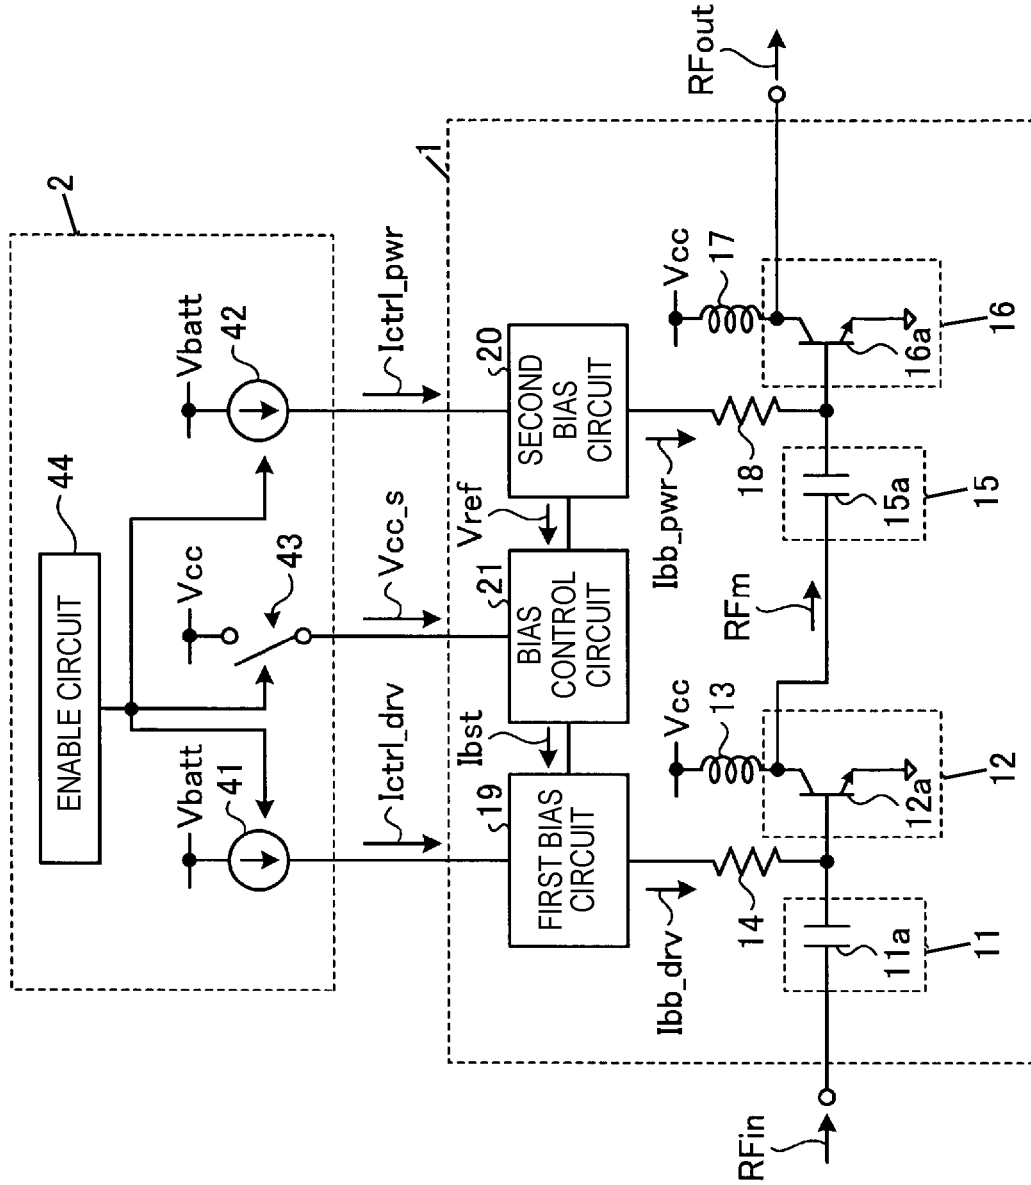 2
ENABLE CIRCUIT
44
Vbatt
41
Vcc
43
Vbatt
42
Ictrl_drv
Vcc_s
Ictrl_pwr
1
19
FIRST BIAS
CIRCUIT
Ibst
21
BIAS
CONTROL
CIRCUIT
Vref
20
SECOND
BIAS
CIRCUIT
Ibb_drv
14
Vcc
13
Ibb_pwr
18
Vcc
17
RFin
11a
11
12a
12
RFm
15a
15
16a
16
RFout